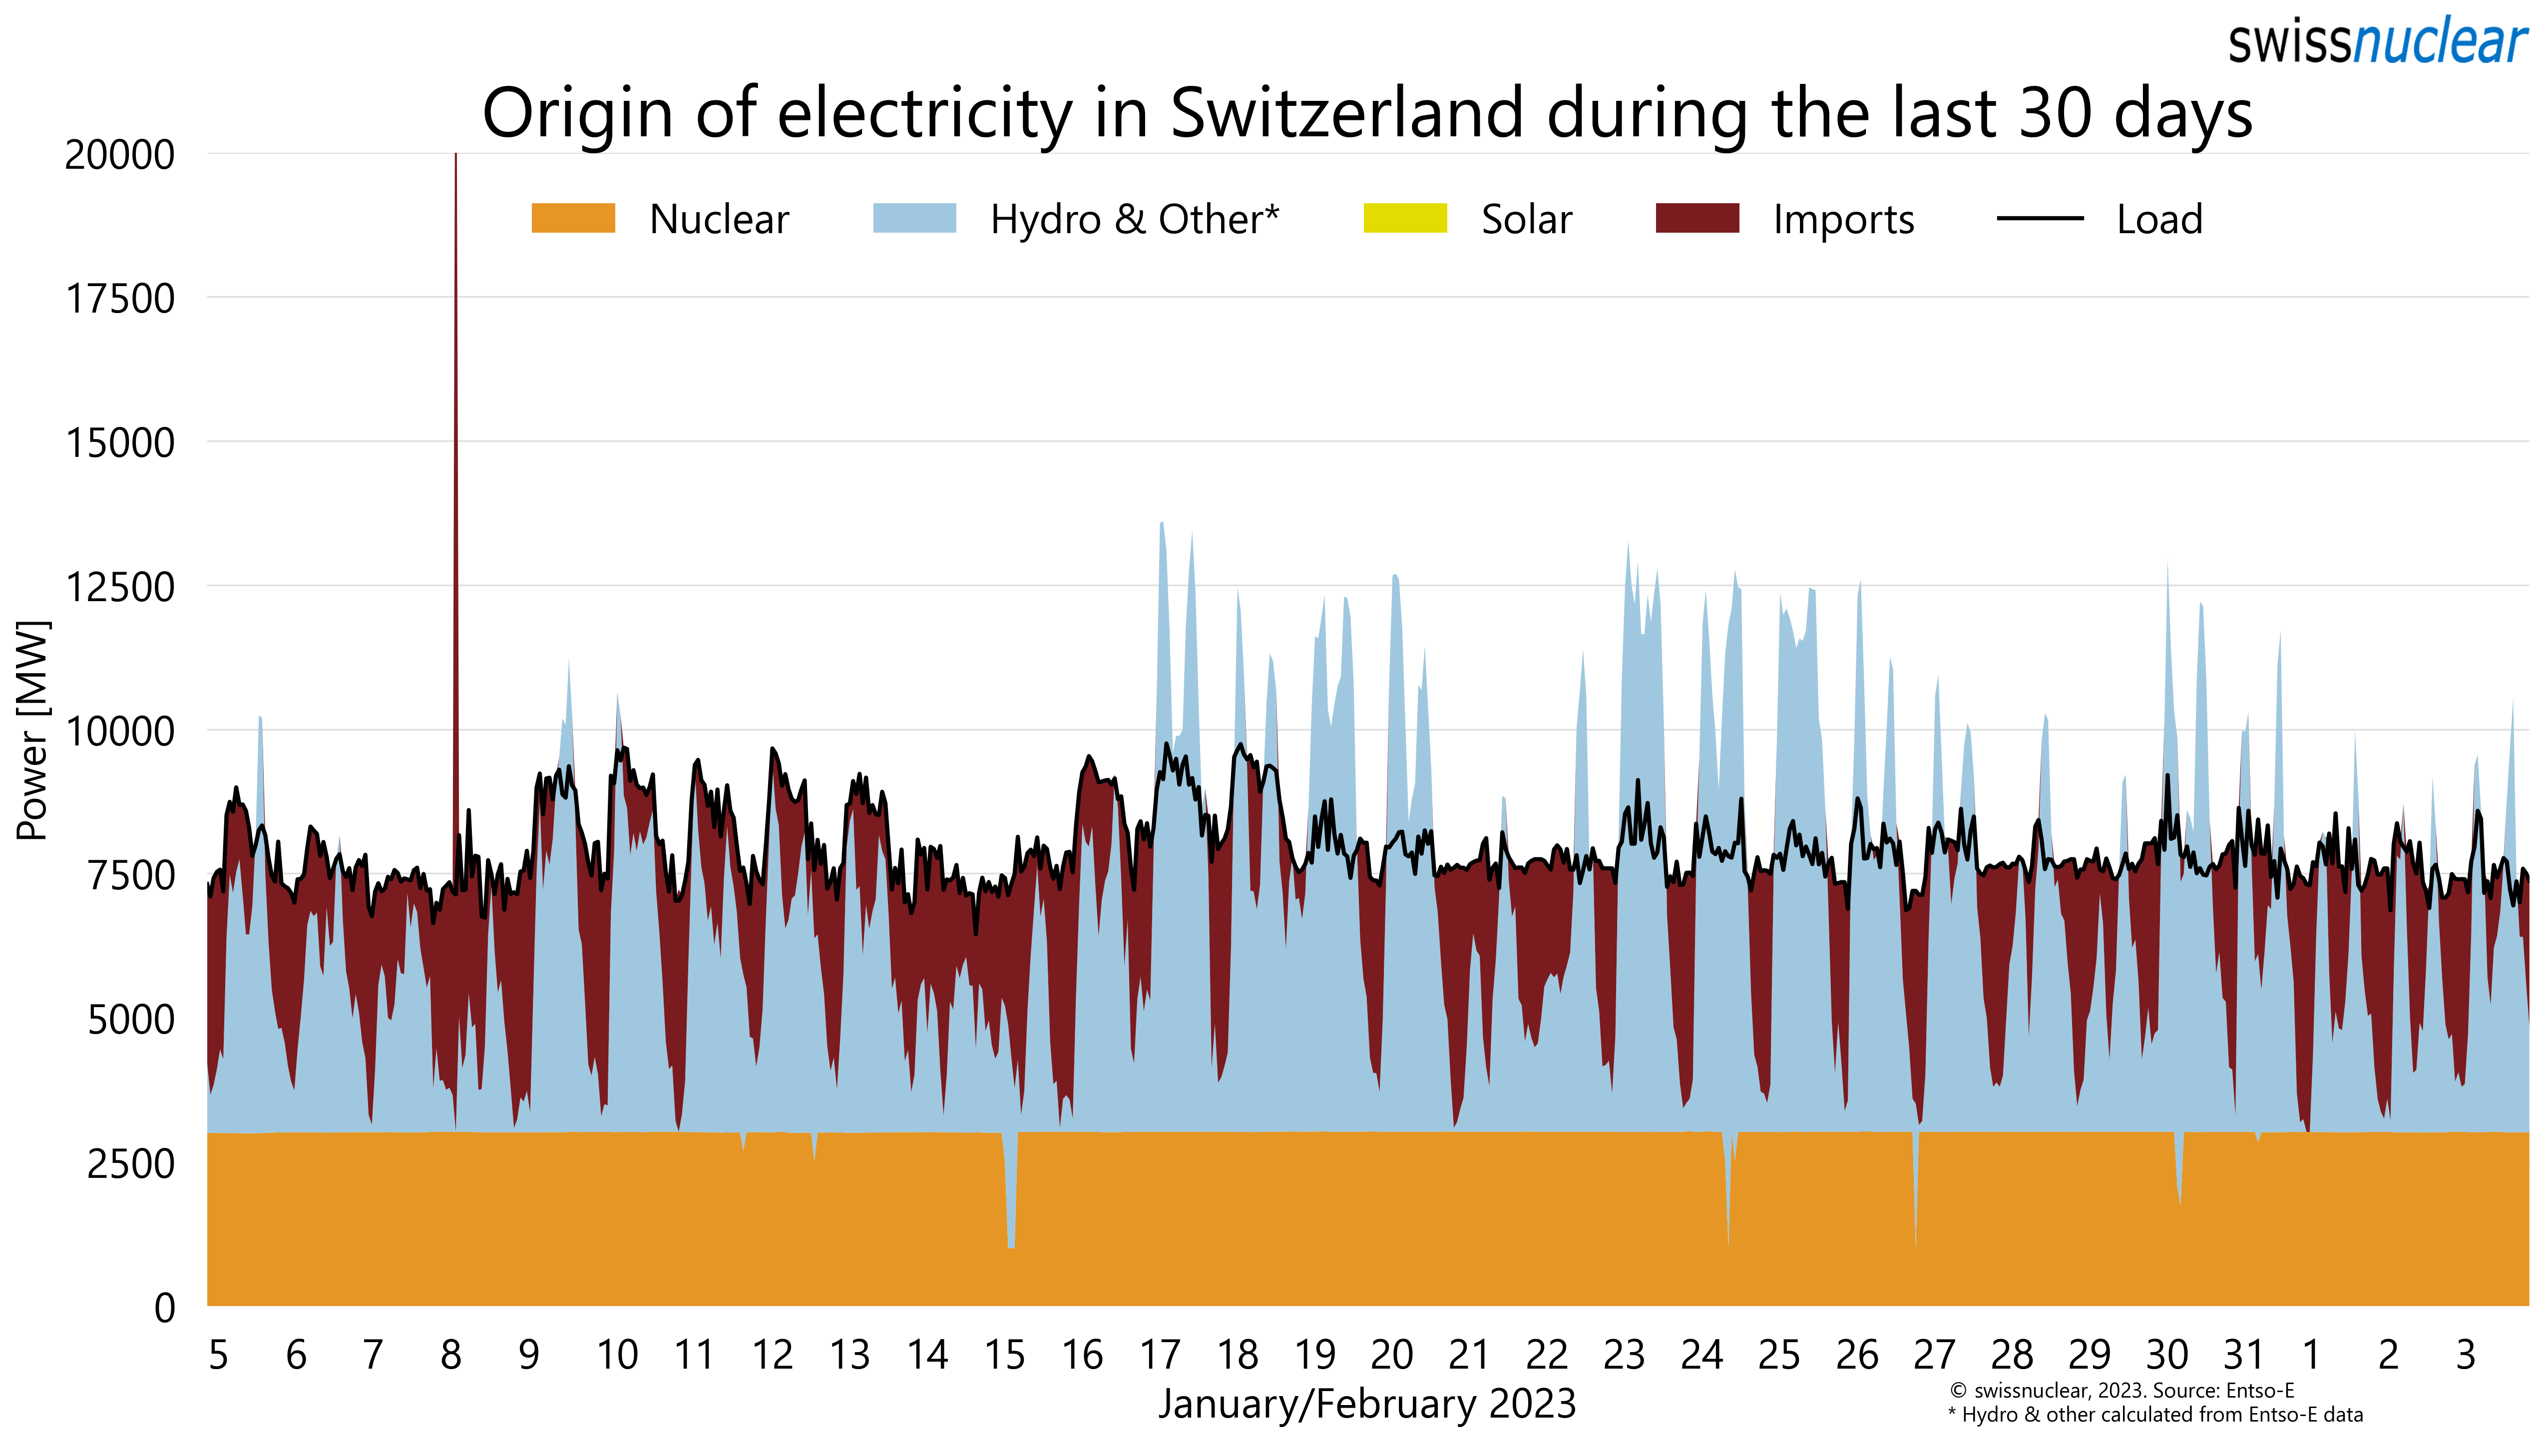 swissnuclear
Origin of electricity in Switzerland during the last 30 days
20000
Nuclear Hydro & Other* Solar Imports Load
17500
15000
12500
10000
7500
5000
2500
0
Power [MW]
5 6 7 8 9 10 11 12 13 14 15 16 17 18 19 20 21 22 23 24 25 26 27 28 29 30 31 1 2 3
January/February 2023
© swissnuclear, 2023. Source: Entso-E
* Hydro & other calculated from Entso-E data